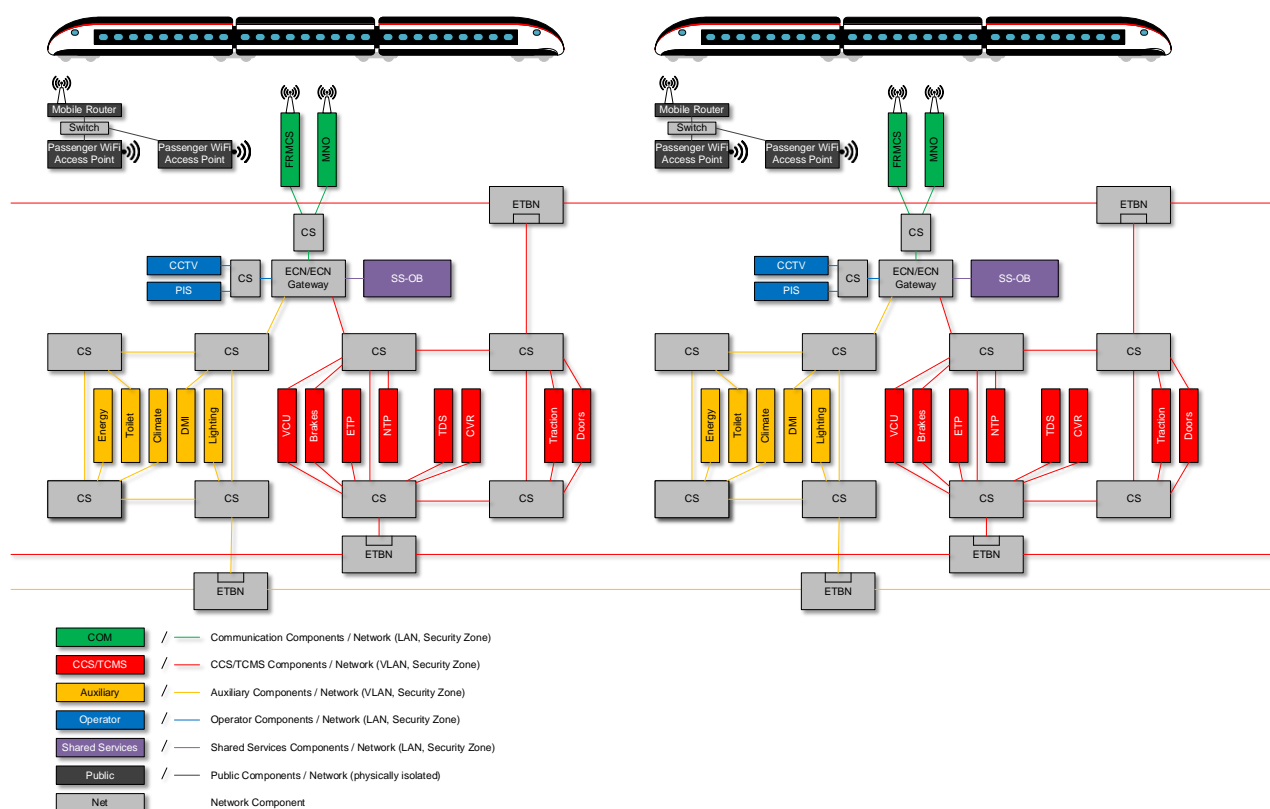 Mobile Router
Switch
Passenger WiFi
Access Point
Passenger WiFi
Access Point
FRMCS
MNO
ETBN
CS
CCTV
PIS
CS
ECN/ECN
Gateway
SS-OB
CS
CS
CS
CS
Energy
Toilet
Climate
DMI
Lighting
VCU
Brakes
ETP
NTP
TDS
CVR
Traction
Doors
CS
CS
CS
CS
ETBN
ETBN
Mobile Router
Switch
Passenger WiFi
Access Point
Passenger WiFi
Access Point
FRMCS
MNO
ETBN
CS
CCTV
PIS
CS
ECN/ECN
Gateway
SS-OB
CS
CS
CS
CS
Energy
Toilet
Climate
DMI
Lighting
VCU
Brakes
ETP
NTP
TDS
CVR
Traction
Doors
CS
CS
CS
CS
ETBN
ETBN
COM / Communication Components / Network (LAN, Security Zone)
CCS/TCMS / CCS/TCMS Components / Network (VLAN, Security Zone)
Auxiliary / Auxiliary Components / Network (VLAN, Security Zone)
Operator / Operator Components / Network (LAN, Security Zone)
Shared Services / Shared Services Components / Network (LAN, Security Zone)
Public / Public Components / Network (physically isolated)
Net Network Component